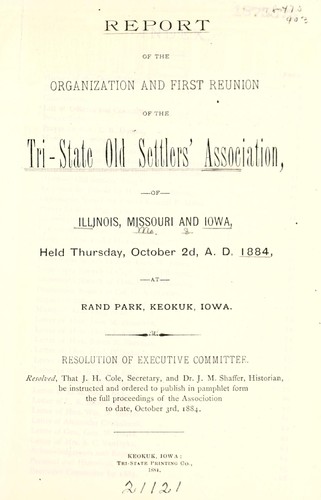 REPORT
OF THE
ORGANIZATION AND FIRST REUNION
OF THE
Tri-State Old Settlers' Association,
—OF—
ILLINOIS, MISSOURI AND IOWA,
Held Thursday, October 2d, A. D. 1884,
—AT—
RAND PARK, KEOKUK, IOWA.
RESOLUTION OF EXECUTIVE COMMITTEE.
Resolved, That J. H. Cole, Secretary, and Dr. J. M. Shaffer, Historian,
be instructed and ordered to publish in pamphlet form
the full proceedings of the Association
to date, October 3rd, 1884.
KEOKUK, IOWA:
TRI-STATE PRINTING CO.,
1884.
21121